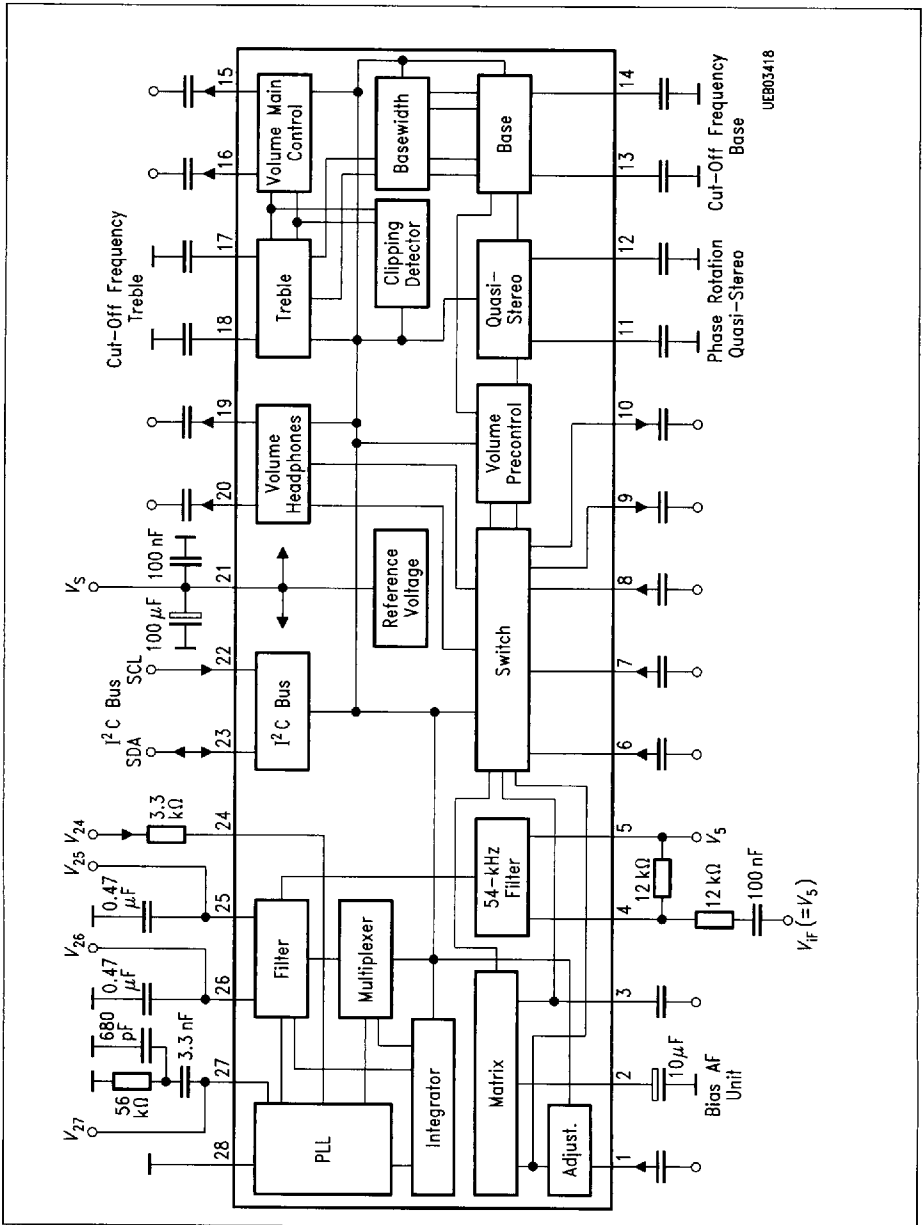 Cut-Off Frequency
Treble
I²C Bus
SDA
SCL
V_S
100 µF
100 nF
V_24
3.3
kΩ
V_25
0.47
µF
V_26
0.47
µF
680
pF
3.3 nF
56
kΩ
V_27
28
27
26
25
24
23
22
21
20
19
18
17
16
15
PLL
Filter
Multiplexer
Integrator
I²C Bus
Reference
Voltage
Volume
Headphones
Treble
Volume Main
Control
Clipping
Detector
Basewidth
Matrix
Adjust.
54-kHz
Filter
Switch
Volume
Precontrol
Quasi-
Stereo
Base
1
2
3
4
5
6
7
8
9
10
11
12
13
14
10 µF
Bias AF
Unit
12 kΩ
12 kΩ
100 nF
V_5
V_iF (=V_5)
Phase Rotation
Quasi-Stereo
Cut-Off Frequency
Base
UEB03418